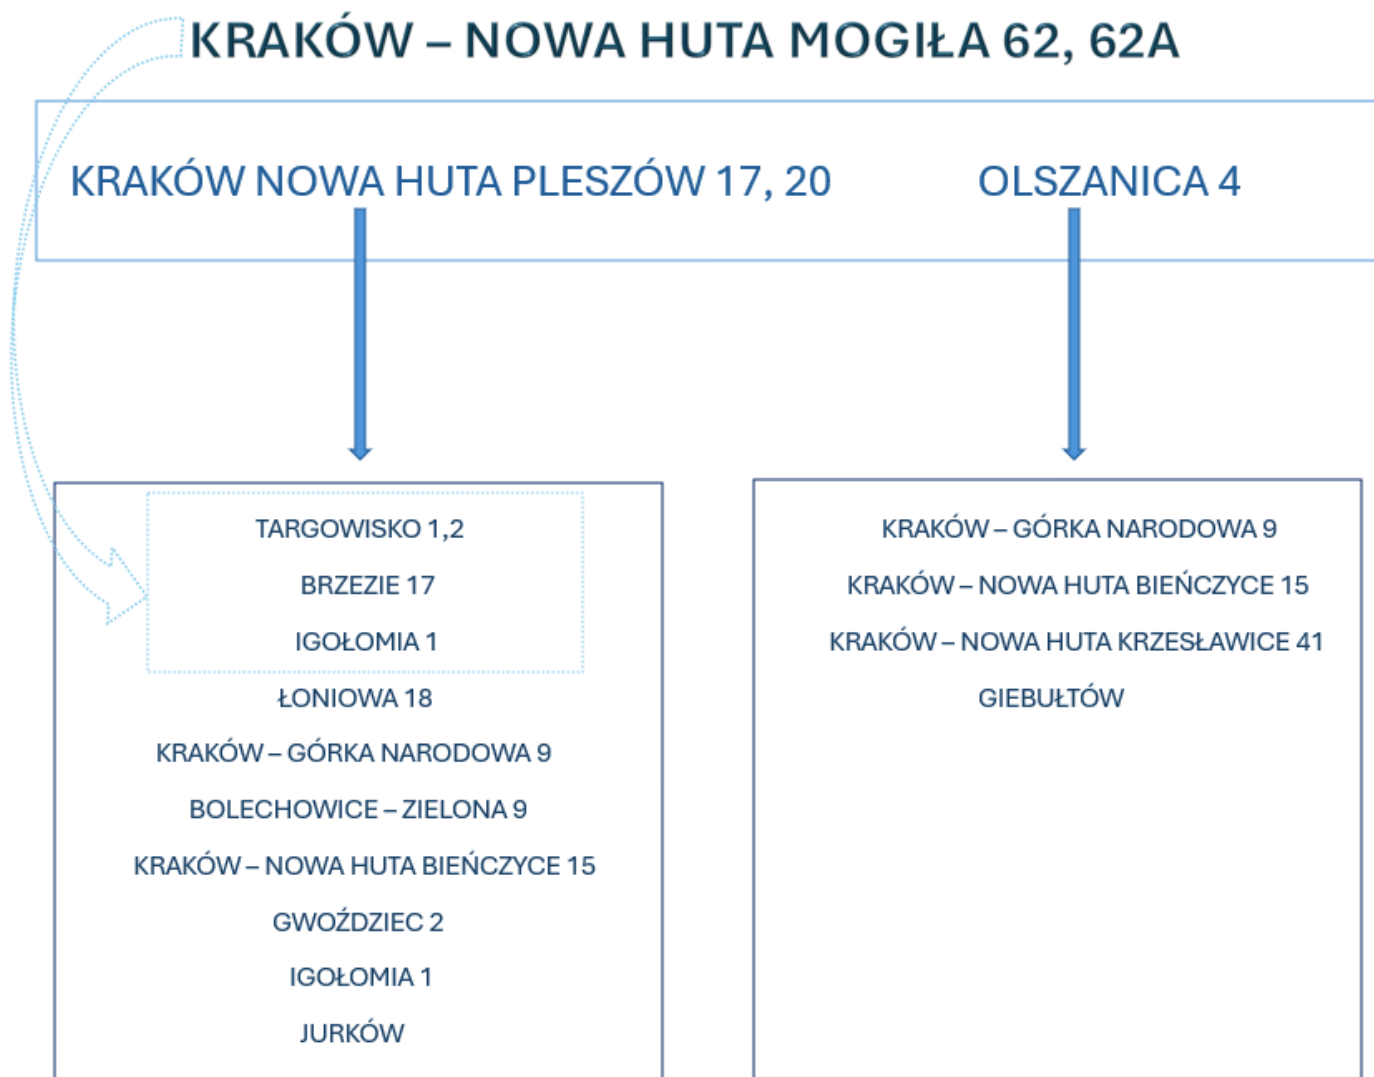 KRAKÓW – NOWA HUTA MOGIŁA 62, 62A
KRAKÓW NOWA HUTA PLESZÓW 17, 20
OLSZANICA 4
TARGOWISKO 1,2
BRZEZIE 17
IGOŁOMIA 1
ŁONIOWA 18
KRAKÓW – GÓRKA NARODOWA 9
BOLECHOWICE – ZIELONA 9
KRAKÓW – NOWA HUTA BIEŃCZYCE 15
GWOŹDZIEC 2
IGOŁOMIA 1
JURKÓW
KRAKÓW – GÓRKA NARODOWA 9
KRAKÓW – NOWA HUTA BIEŃCZYCE 15
KRAKÓW – NOWA HUTA KRZESŁAWICE 41
GIEBUŁTÓW